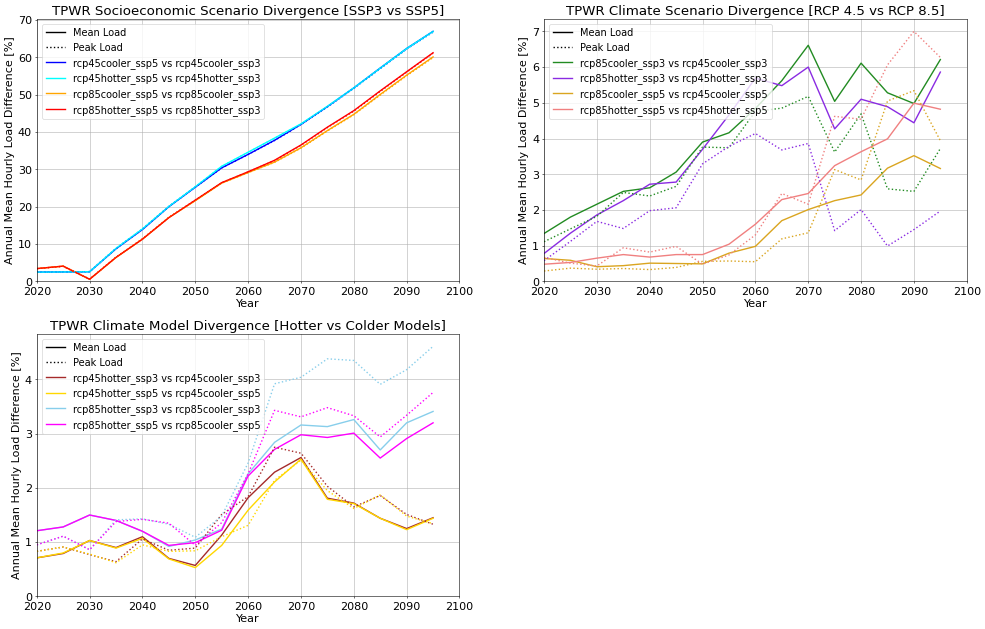 TPWR Socioeconomic Scenario Divergence [SSP3 vs SSP5]
Annual Mean Hourly Load Difference [%]
70
60
50
40
30
20
10
0
Mean Load
Peak Load
rcp45cooler_ssp5 vs rcp45cooler_ssp3
rcp45hotter_ssp5 vs rcp45hotter_ssp3
rcp85cooler_ssp5 vs rcp85cooler_ssp3
rcp85hotter_ssp5 vs rcp85hotter_ssp3
2020 2030 2040 2050 2060 2070 2080 2090 2100
Year
TPWR Climate Scenario Divergence [RCP 4.5 vs RCP 8.5]
Annual Mean Hourly Load Difference [%]
7
6
5
4
3
2
1
0
Mean Load
Peak Load
rcp85cooler_ssp3 vs rcp45cooler_ssp3
rcp85hotter_ssp3 vs rcp45hotter_ssp3
rcp85cooler_ssp5 vs rcp45cooler_ssp5
rcp85hotter_ssp5 vs rcp45hotter_ssp5
2020 2030 2040 2050 2060 2070 2080 2090 2100
Year
TPWR Climate Model Divergence [Hotter vs Colder Models]
Annual Mean Hourly Load Difference [%]
4
3
2
1
0
Mean Load
Peak Load
rcp45hotter_ssp3 vs rcp45cooler_ssp3
rcp45hotter_ssp5 vs rcp45cooler_ssp5
rcp85hotter_ssp3 vs rcp85cooler_ssp3
rcp85hotter_ssp5 vs rcp85cooler_ssp5
2020 2030 2040 2050 2060 2070 2080 2090 2100
Year